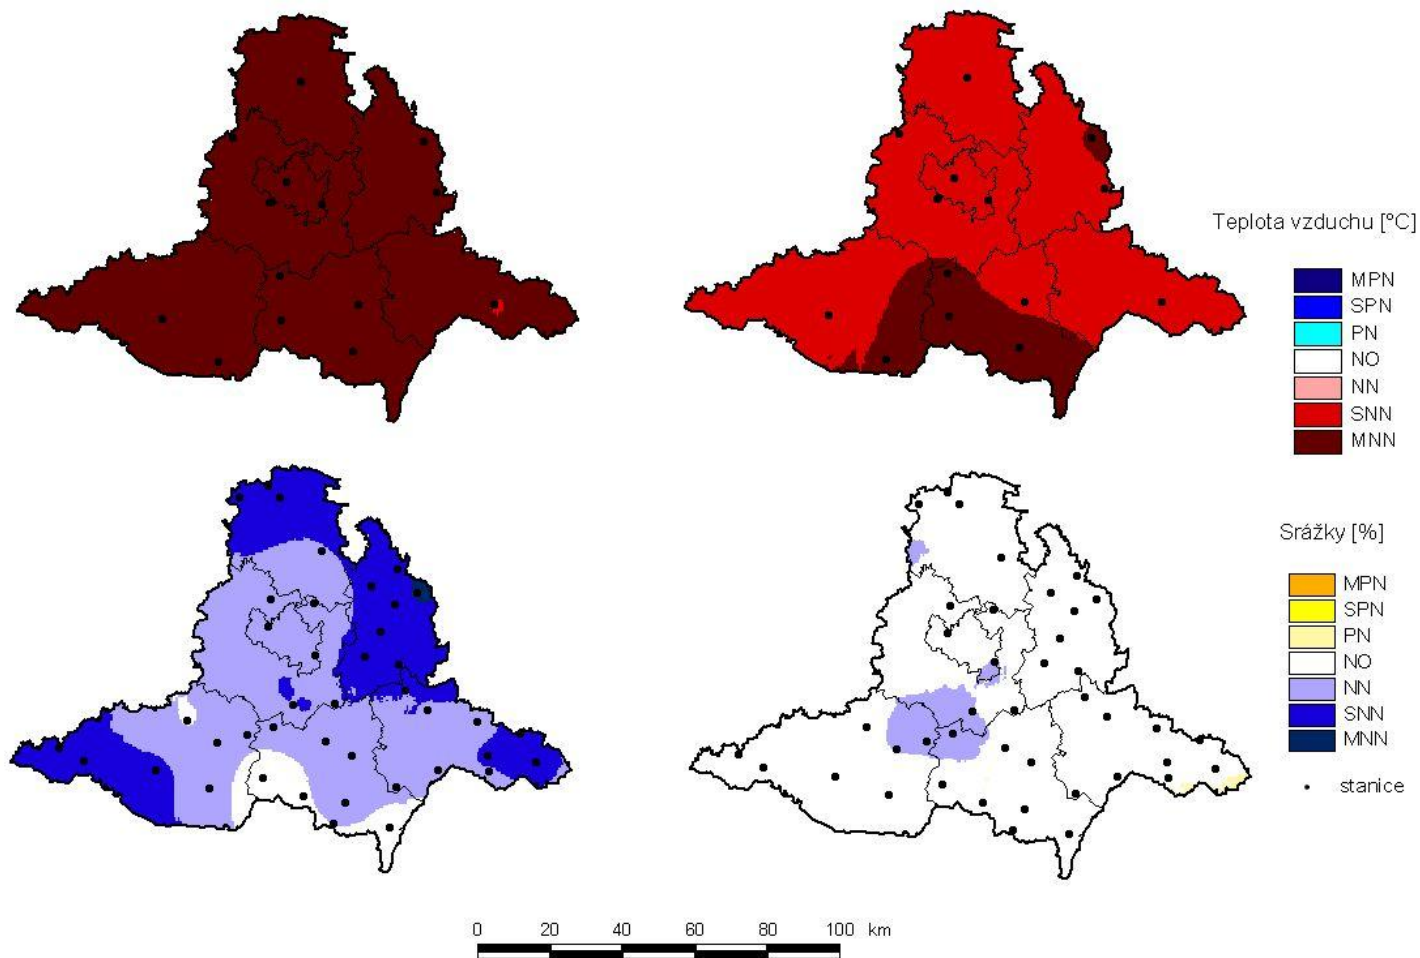 Teplota vzduchu [°C]
MPN
SPN
PN
NO
NN
SNN
MNN
Srážky [%]
MPN
SPN
PN
NO
NN
SNN
MNN
stanice
0 20 40 60 80 100 km